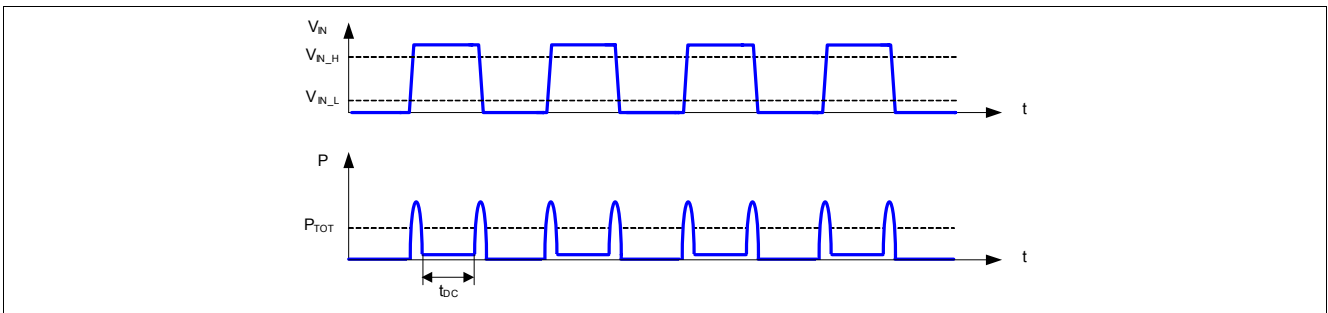 V_IN
V_IN_H
V_IN_L
t
P
P_TOT
t
t_DC